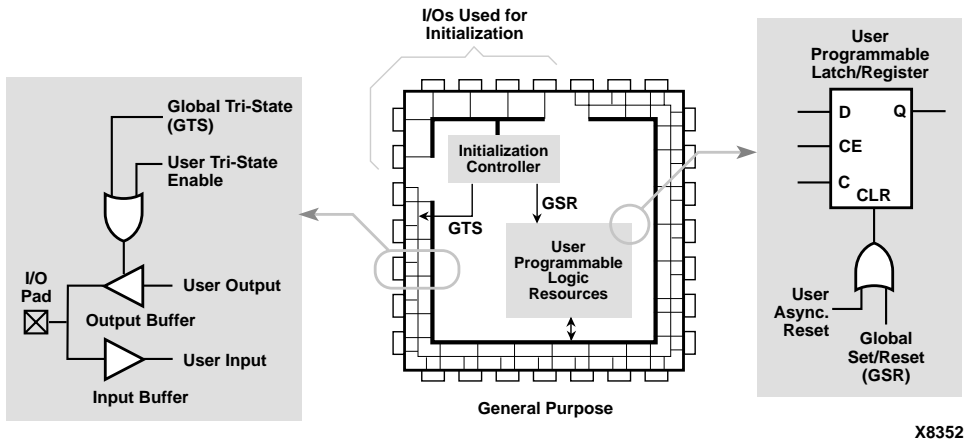 I/Os Used for
Initialization
Global Tri-State
(GTS)
User Tri-State
Enable
I/O
Pad
User Output
Output Buffer
User Input
Input Buffer
Initialization
Controller
GTS
GSR
User
Programmable
Logic
Resources
General Purpose
User
Programmable
Latch/Register
D
Q
CE
C
CLR
User
Async.
Reset
Global
Set/Reset
(GSR)
X8352